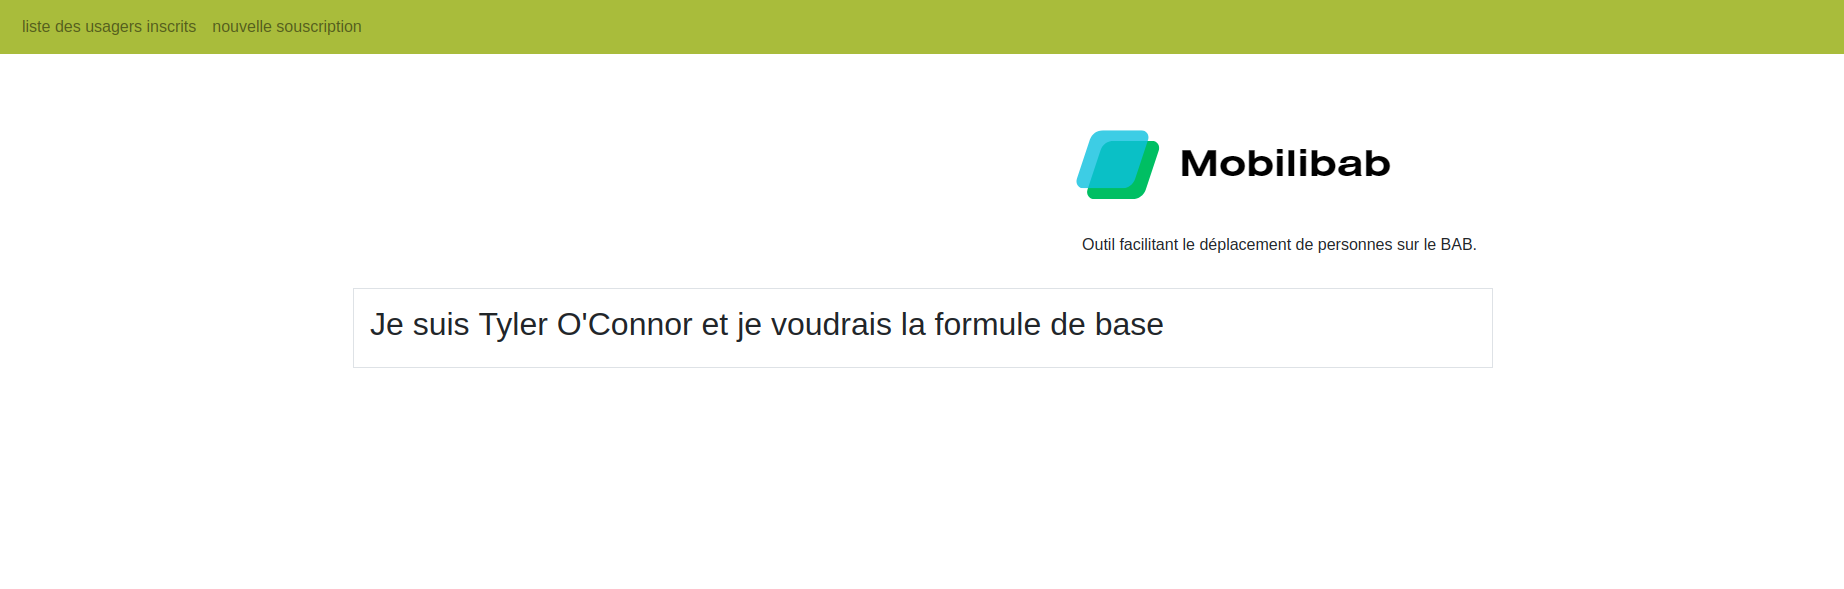 liste des usagers inscrits nouvelle souscription
Mobilibab
Outil facilitant le déplacement de personnes sur le BAB.
Je suis Tyler O'Connor et je voudrais la formule de base